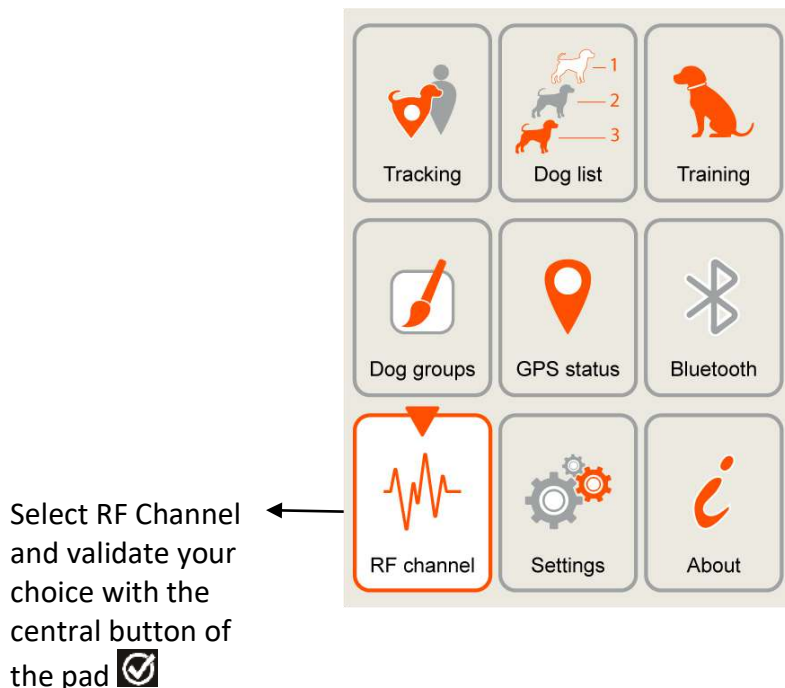 1
2
3
Tracking
Dog list
Training
Dog groups
GPS status
Bluetooth
RF channel
Settings
About
Select RF Channel
and validate your
choice with the
central button of
the pad